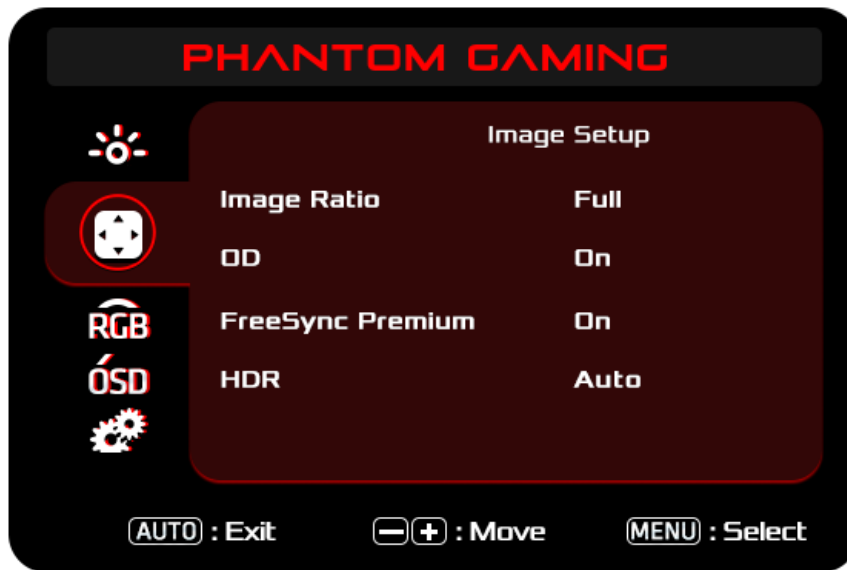 PHANTOM GAMING
Image Setup
Image Ratio Full
OD On
RGB FreeSync Premium On
OSD HDR Auto
AUTO : Exit - + : Move MENU : Select